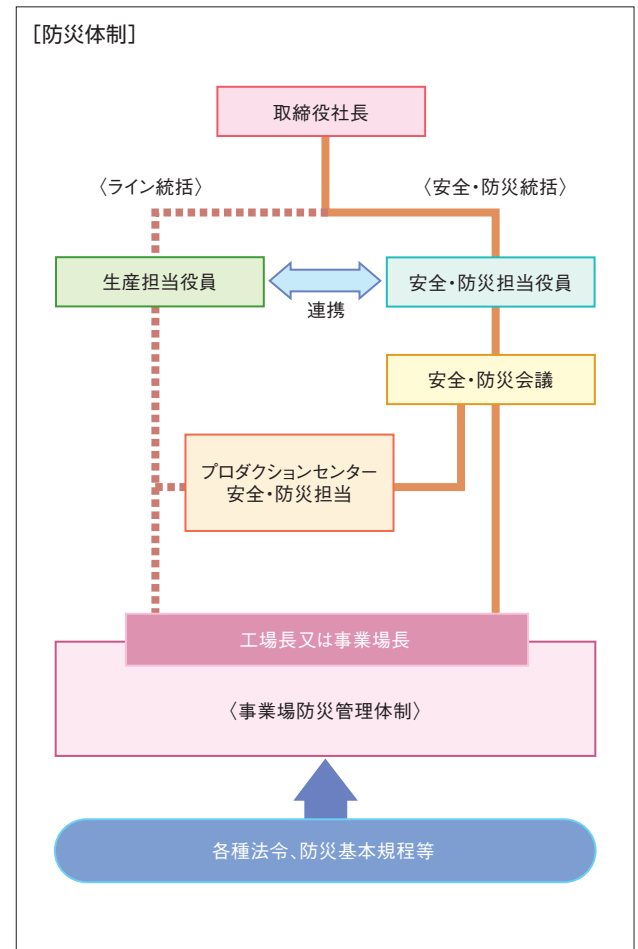 [防災体制]
取締役社長
〈ライン統括〉
〈安全・防災統括〉
生産担当役員
連携
安全・防災担当役員
安全・防災会議
プロダクションセンター
安全・防災担当
工場長又は事業場長
〈事業場防災管理体制〉
各種法令、防災基本規程等